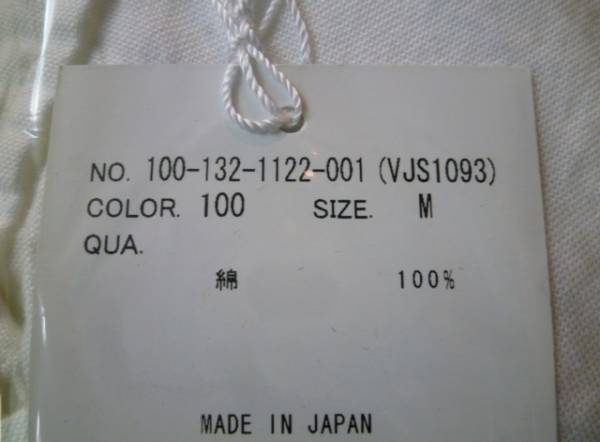 NO. 100-132-1122-001 (VJS1093)
COLOR. 100 SIZE. M
QUA.
綿 100%
MADE IN JAPAN